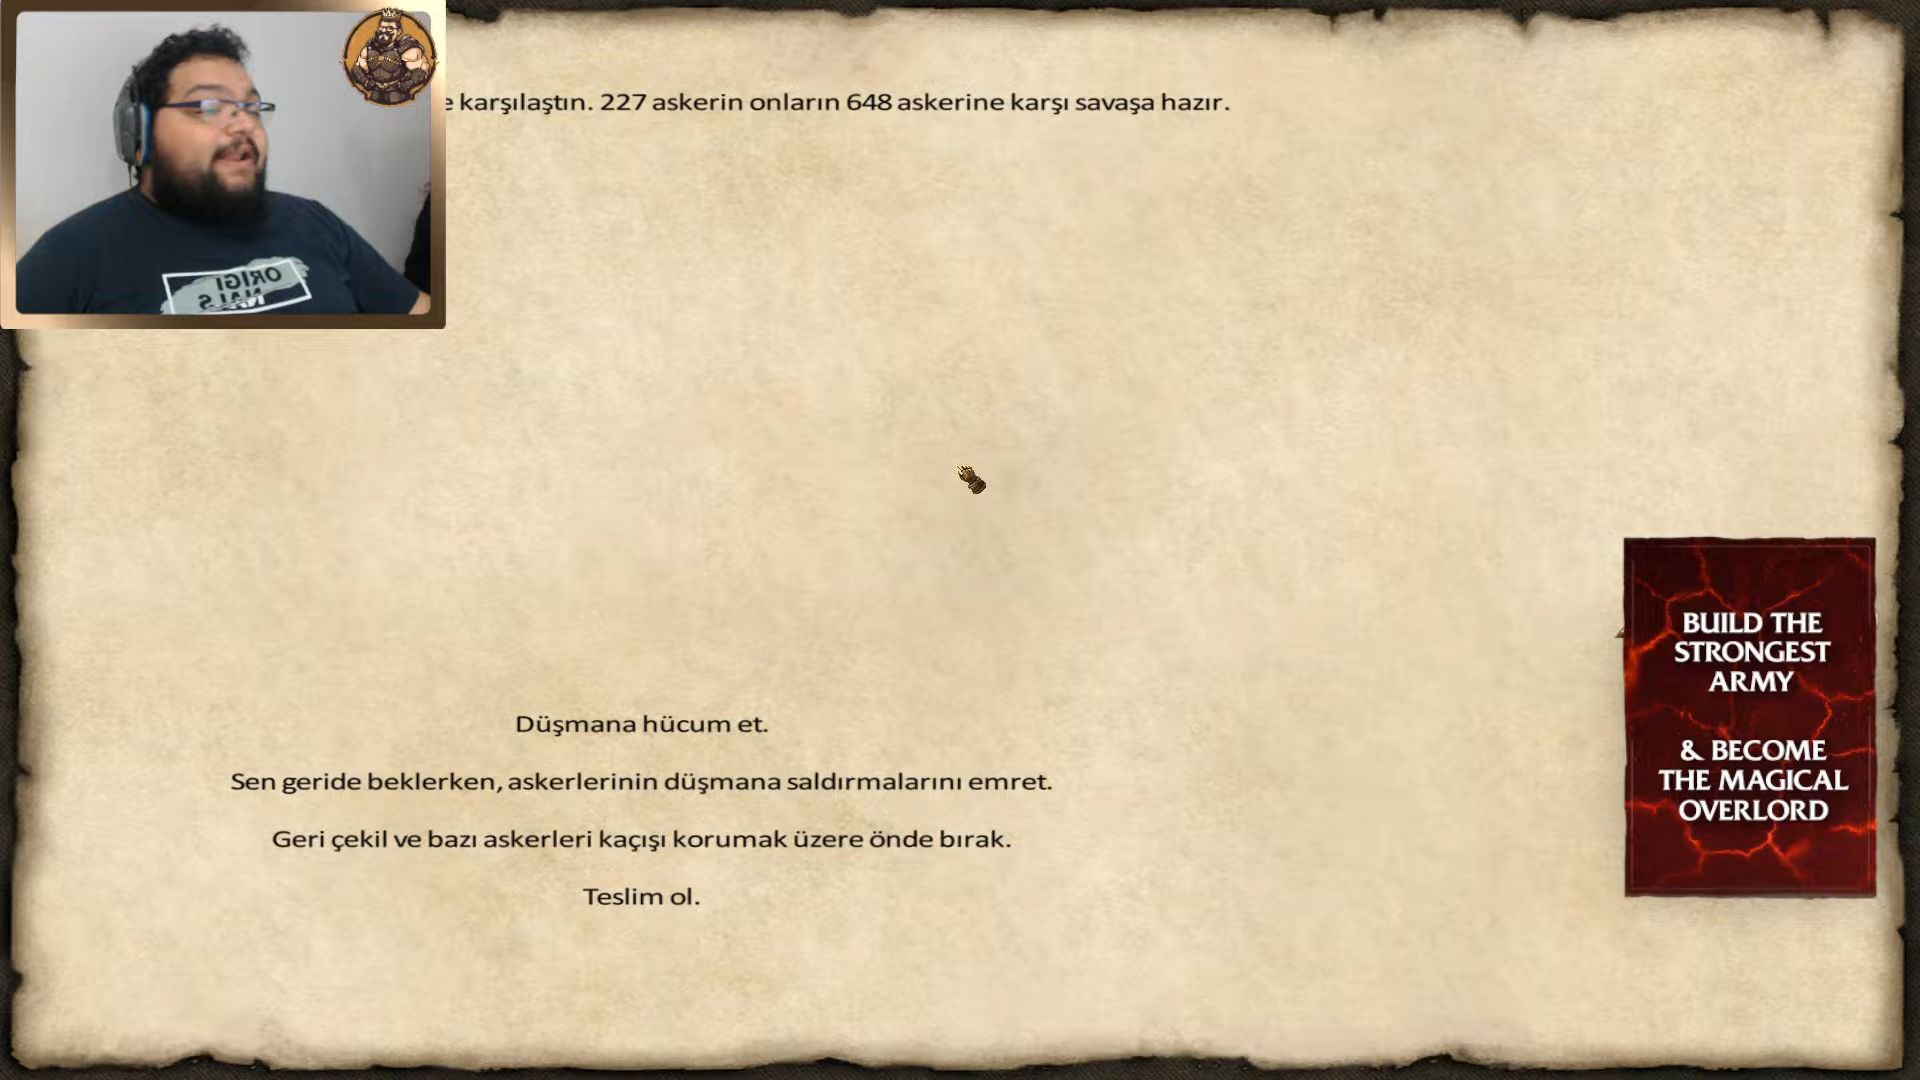 e karşılaştın. 227 askerin onların 648 askerine karşı savaşa hazır.
ORIGI
NALS
Düşmana hücum et.
Sen geride beklerken, askerlerinin düşmana saldırmalarını emret.
Geri çekil ve bazı askerleri kaçışı korumak üzere önde bırak.
Teslim ol.
BUILD THE
STRONGEST
ARMY
& BECOME
THE MAGICAL
OVERLORD